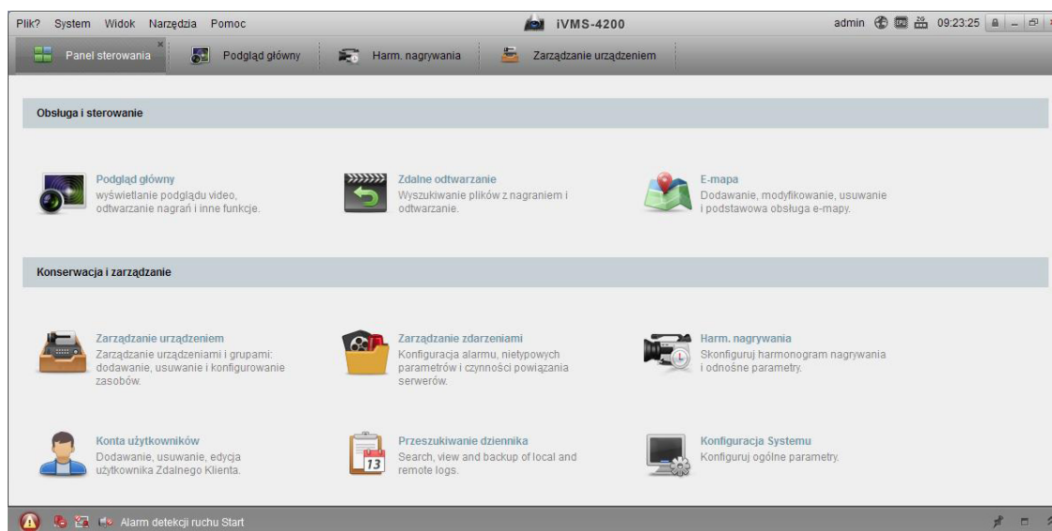 Plik? System Widok Narzędzia Pomoc
iVMS-4200
admin 09:23:25
Panel sterowania
Podgląd główny
Harm. nagrywania
Zarządzanie urządzeniem
Obsługa i sterowanie
Podgląd główny
wyświetlanie podglądu video,
odtwarzanie nagrań i inne funkcje.
Zdalne odtwarzanie
Wyszukiwanie plików z nagraniem i
odtwarzanie.
E-mapa
Dodawanie, modyfikowanie, usuwanie
i podstawowa obsługa e-mapy.
Konserwacja i zarządzanie
Zarządzanie urządzeniem
Zarządzanie urządzeniami i grupami:
dodawanie, usuwanie i konfigurowanie
zasobów.
Zarządzanie zdarzeniami
Konfiguracja alarmu, nietypowych
parametrów i czynności powiązania
serwerów.
Harm. nagrywania
Skonfiguruj harmonogram nagrywania
i odnośne parametry.
Konta użytkowników
Dodawanie, usuwanie, edycja
użytkownika Zdalnego Klienta.
13
Przeszukiwanie dziennika
Search, view and backup of local and
remote logs.
Konfiguracja Systemu
Konfiguruj ogólne parametry.
Alarm detekcji ruchu Start